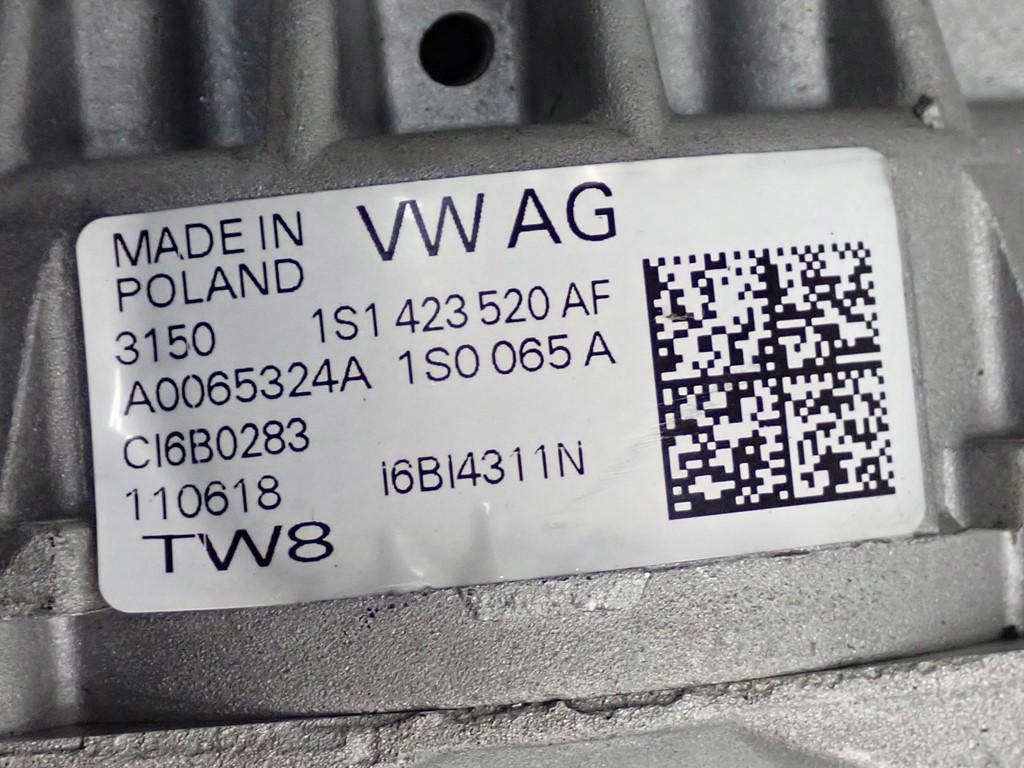 MADE IN VW AG
POLAND
3150 1S1 423 520 AF
A0065324A 1S0 065 A
CI6B0283
110618 i6BI4311N
TW8